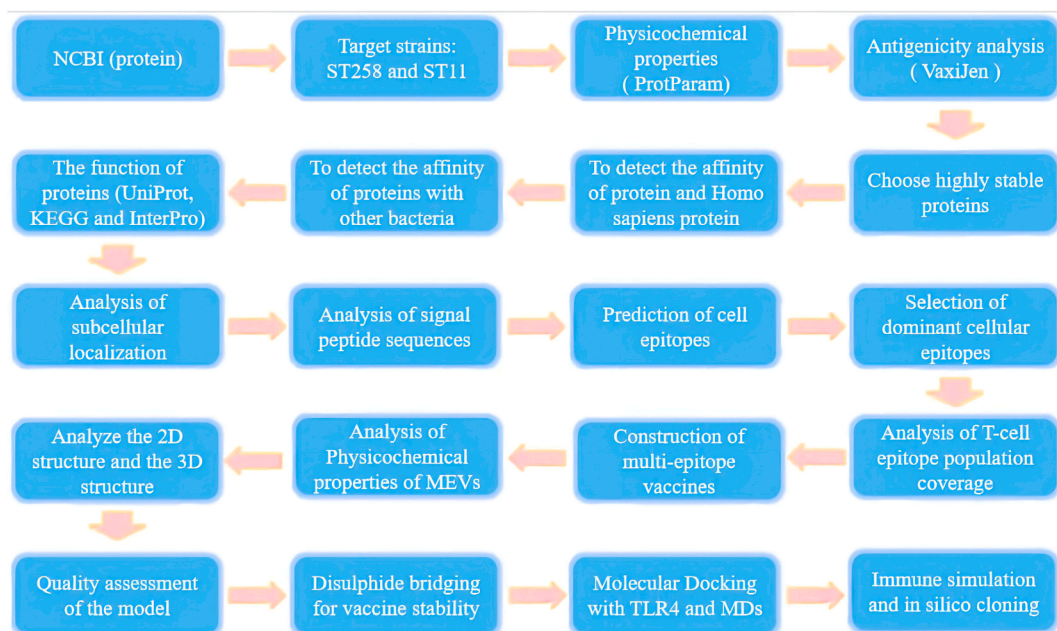 NCBI (protein)
Target strains:
ST258 and ST11
Physicochemical
properties
( ProtParam)
Antigenicity analysis
( VaxiJen )
Choose highly stable
proteins
To detect the affinity
of protein and Homo
sapiens protein
To detect the affinity
of proteins with
other bacteria
The function of
proteins (UniProt,
KEGG and InterPro)
Analysis of
subcellular
localization
Analysis of signal
peptide sequences
Prediction of cell
epitopes
Selection of
dominant cellular
epitopes
Analysis of T-cell
epitope population
coverage
Construction of
multi-epitope
vaccines
Analysis of
Physicochemical
properties of MEVs
Analyze the 2D
structure and the 3D
structure
Quality assessment
of the model
Disulphide bridging
for vaccine stability
Molecular Docking
with TLR4 and MDs
Immune simulation
and in silico cloning